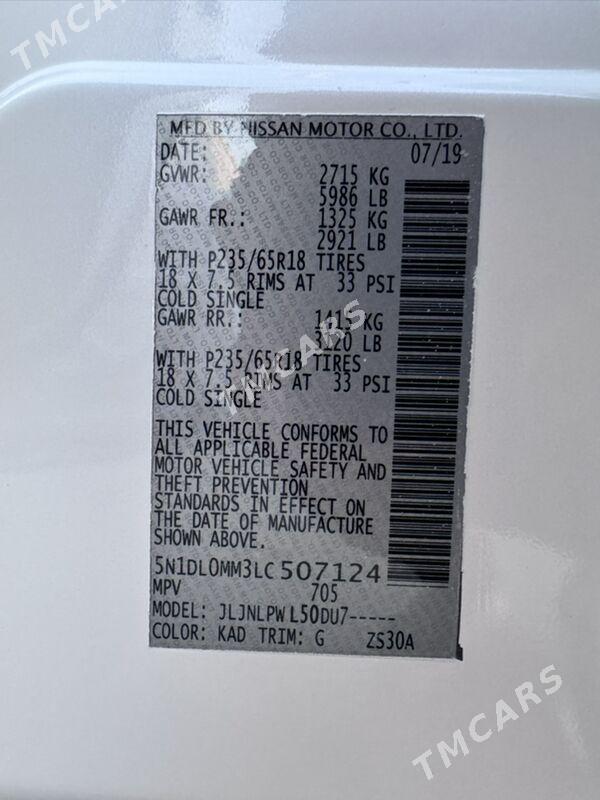 TMCARS
MFD BY NISSAN MOTOR CO., LTD.
DATE: 07/19
GVWR: 2715 KG
5986 LB
GAWR FR.: 1325 KG
2921 LB
WITH P235/65R18 TIRES
18 X 7.5 RIMS AT 33 PSI
COLD SINGLE
GAWR RR.: 1415 KG
3120 LB
WITH P235/65R18 TIRES
18 X 7.5 RIMS AT 33 PSI
COLD SINGLE
TMCARS
THIS VEHICLE CONFORMS TO
ALL APPLICABLE FEDERAL
MOTOR VEHICLE SAFETY AND
THEFT PREVENTION
STANDARDS IN EFFECT ON
THE DATE OF MANUFACTURE
SHOWN ABOVE.
5N1DL0MM3LC507124
MPV 705
MODEL: JLJNLPW L50DU7-----
COLOR: KAD TRIM: G ZS30A
TMCARS